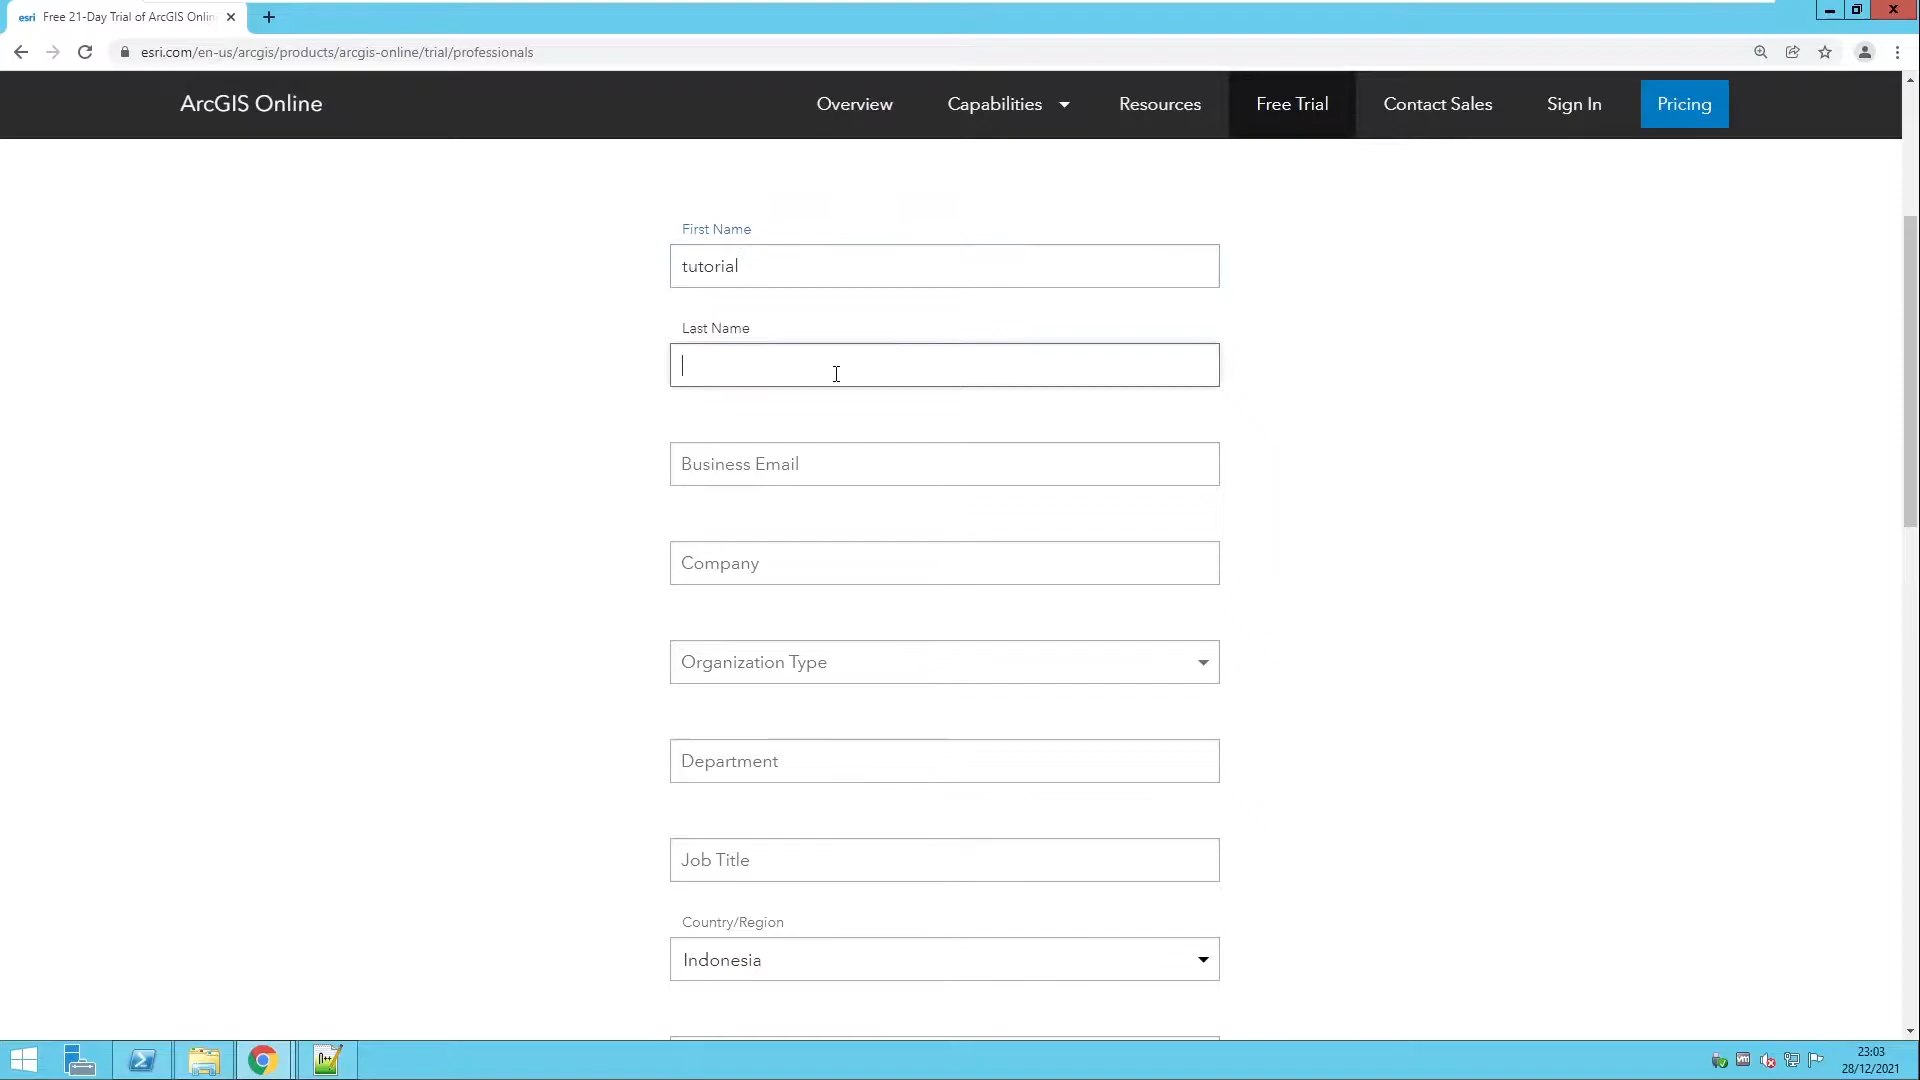 esri Free 21-Day Trial of ArcGIS Onlin
esri.com/en-us/arcgis/products/arcgis-online/trial/professionals
ArcGIS Online Overview Capabilities Resources Free Trial Contact Sales Sign In Pricing
First Name
tutorial
Last Name
Business Email
Company
Organization Type
Department
Job Title
Country/Region
Indonesia
23:03
28/12/2021